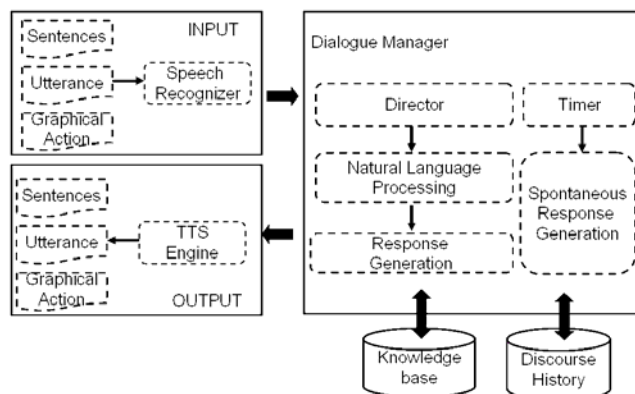 INPUT
Sentences
Utterance
Speech
Recognizer
Graphical
Action
Sentences
Utterance
TTS
Engine
Graphical
Action
OUTPUT
Dialogue Manager
Director
Timer
Natural Language
Processing
Spontaneous
Response
Generation
Response
Generation
Knowledge
base
Discourse
History